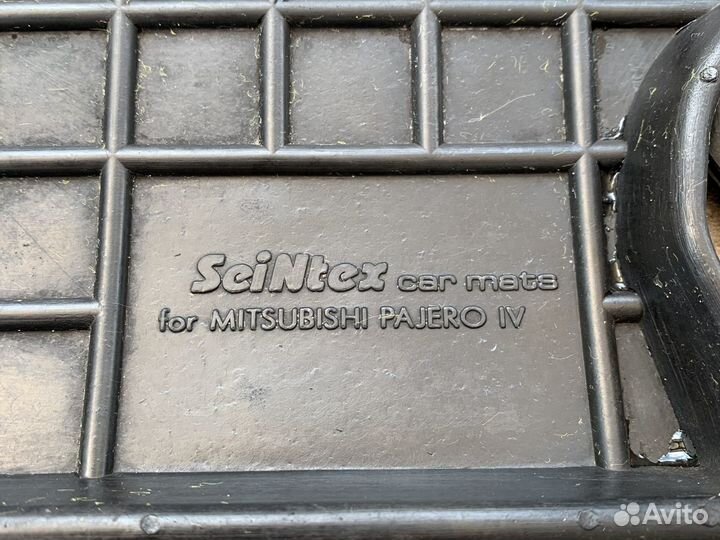 SeiNtex car mats
for MITSUBISHI PAJERO IV
Avito